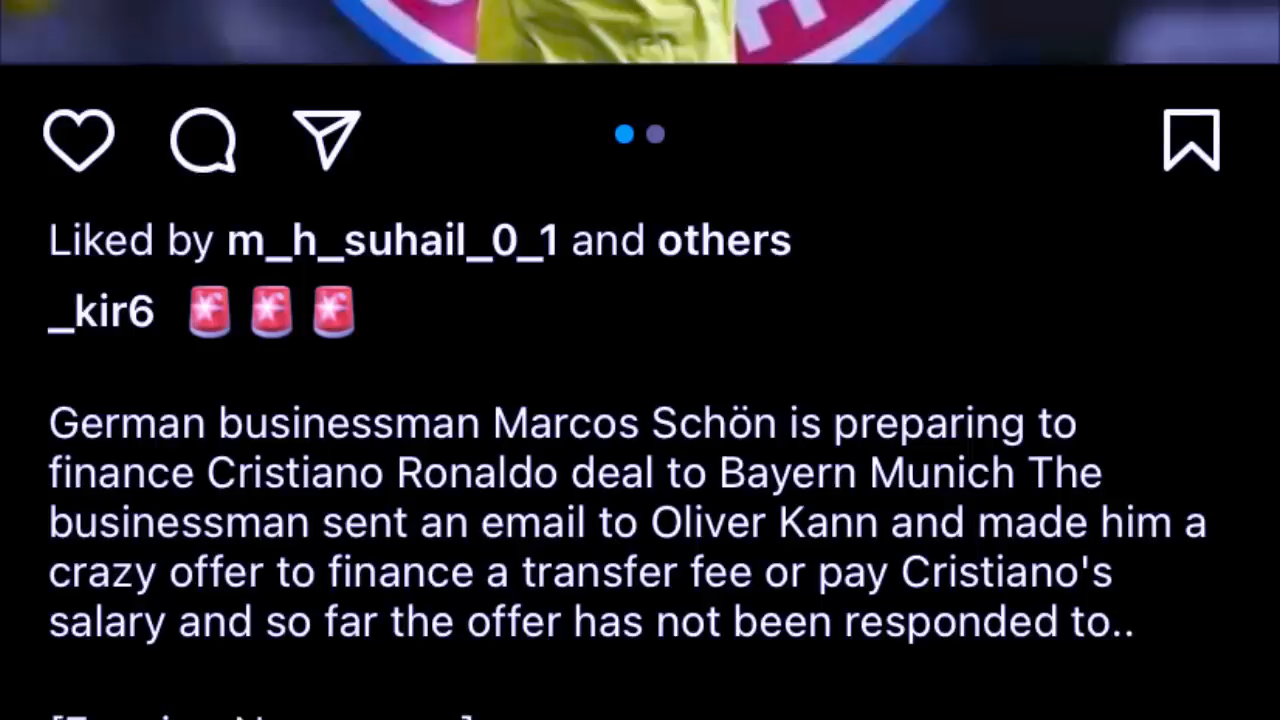 Liked by m_h_suhail_0_1 and others
_kir6 🚨🚨🚨
German businessman Marcos Schön is preparing to
finance Cristiano Ronaldo deal to Bayern Munich The
businessman sent an email to Oliver Kann and made him a
crazy offer to finance a transfer fee or pay Cristiano's
salary and so far the offer has not been responded to..